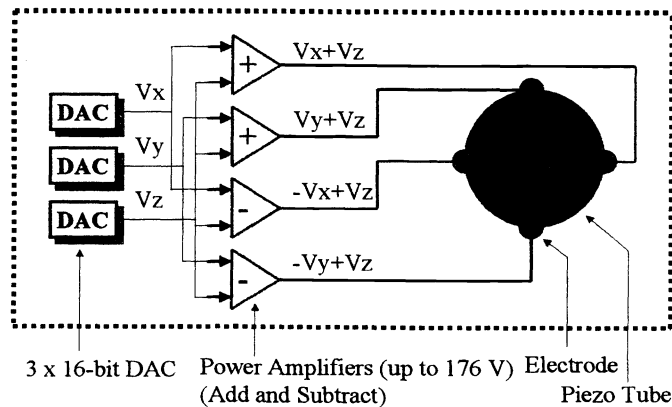 Vx+Vz
+
Vx
DAC
Vy+Vz
+
Vy
DAC
-Vx+Vz
-
Vz
DAC
-Vy+Vz
-
3 x 16-bit DAC
Power Amplifiers (up to 176 V)
(Add and Subtract)
Electrode
Piezo Tube